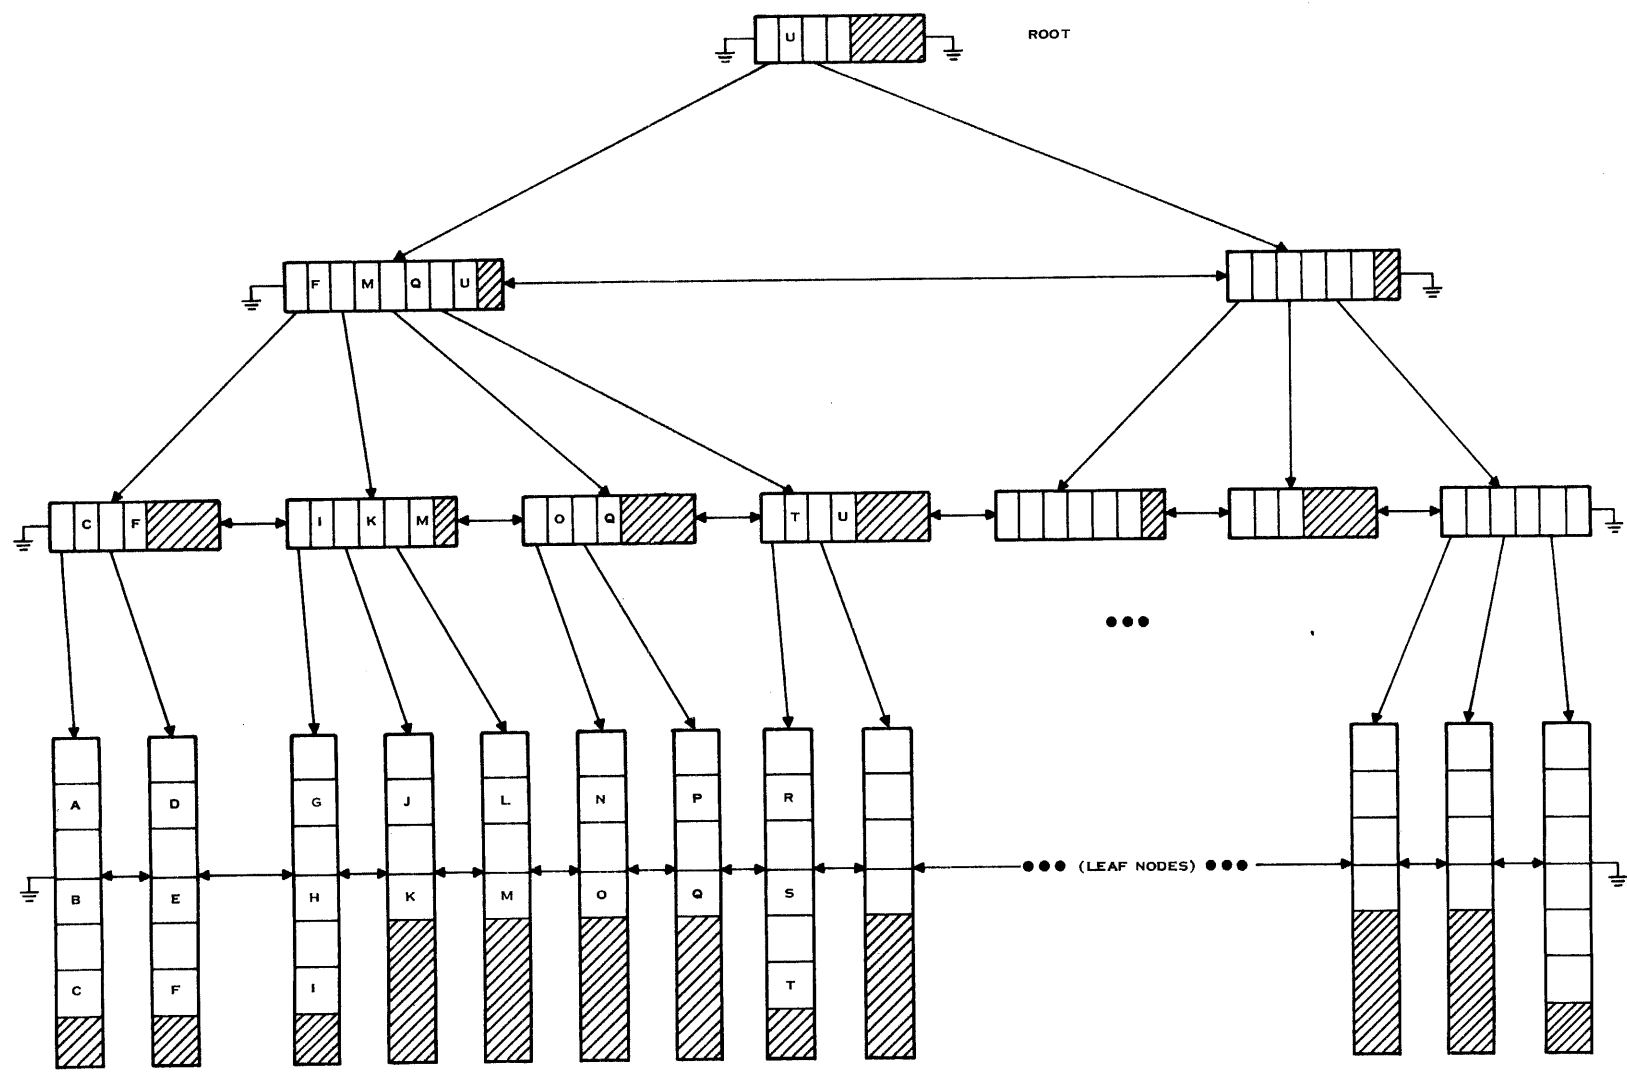 U
ROOT
F M Q U
C F
I K M
O Q
T U
A D G J L N P R
(LEAF NODES)
B E H K M O Q S
C F I T